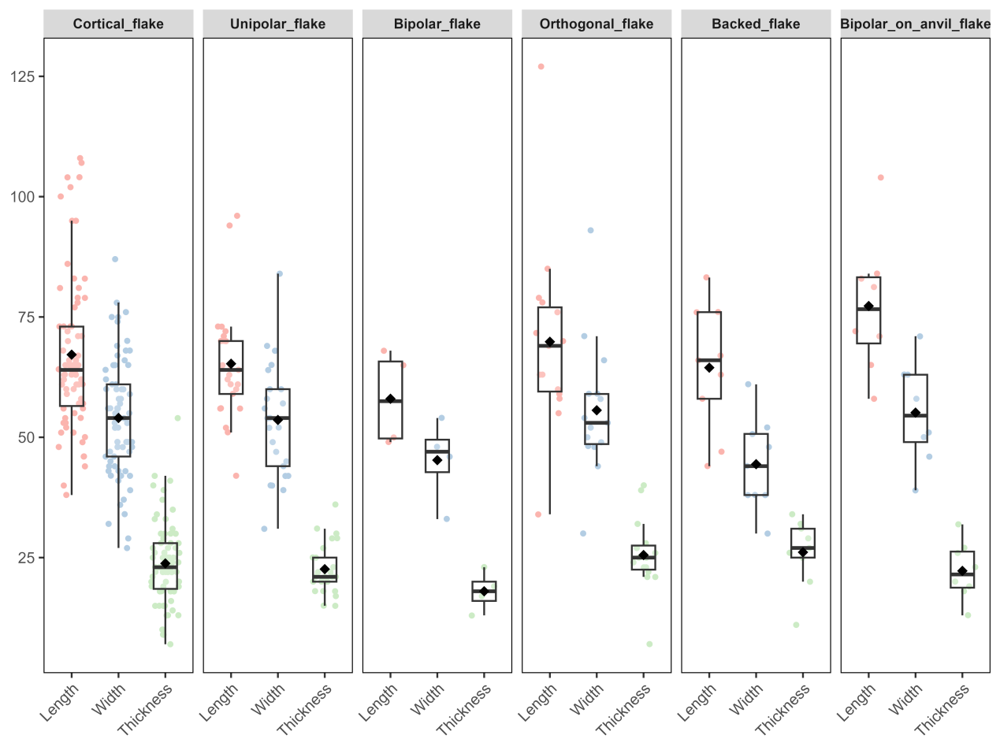 Cortical_flake
Unipolar_flake
Bipolar_flake
Orthogonal_flake
Backed_flake
Bipolar_on_anvil_flake
125
100
75
50
25
Length
Width
Thickness
Length
Width
Thickness
Length
Width
Thickness
Length
Width
Thickness
Length
Width
Thickness
Length
Width
Thickness